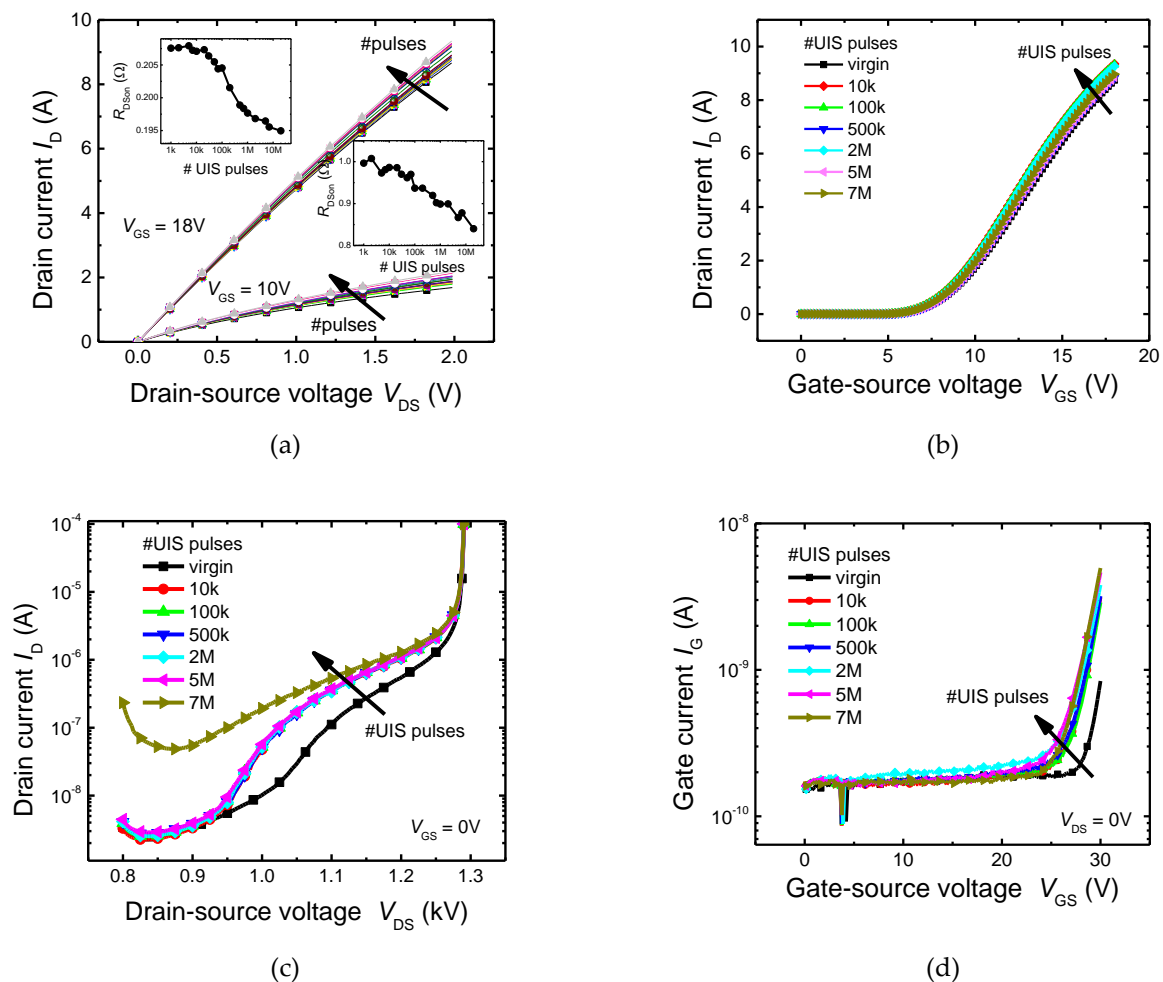 10
8
6
4
2
0
Drain current I_D (A)
0.205
0.200
0.195
R_DSon (Ω)
1k 10k 100k 1M 10M
# UIS pulses
#pulses
1.0
0.9
0.8
R_DSon (Ω)
1k 10k 100k 1M 10M
# UIS pulses
V_GS = 18V
V_GS = 10V
#pulses
0.0 0.5 1.0 1.5 2.0
Drain-source voltage V_DS (V)
(a)
10
8
6
4
2
0
Drain current I_D (A)
#UIS pulses
virgin
10k
100k
500k
2M
5M
7M
#UIS pulses
0 5 10 15 20
Gate-source voltage V_GS (V)
(b)
10^-4
10^-5
10^-6
10^-7
10^-8
Drain current I_D (A)
#UIS pulses
virgin
10k
100k
500k
2M
5M
7M
#UIS pulses
V_GS = 0V
0.8 0.9 1.0 1.1 1.2 1.3
Drain-source voltage V_DS (kV)
(c)
10^-8
10^-9
10^-10
Gate current I_G (A)
#UIS pulses
virgin
10k
100k
500k
2M
5M
7M
#UIS pulses
V_DS = 0V
0 10 20 30
Gate-source voltage V_GS (V)
(d)